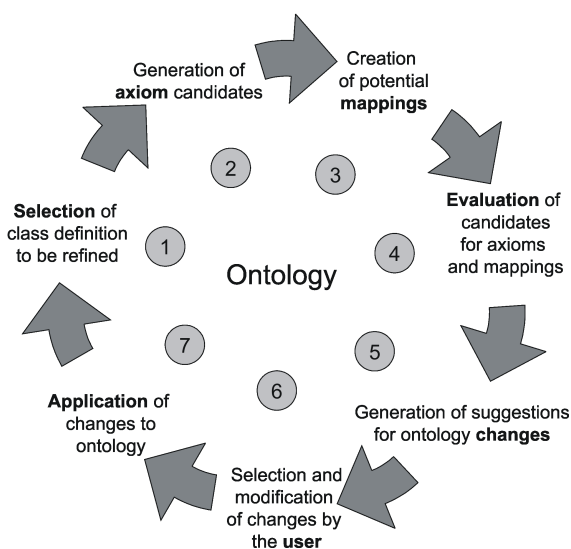 Generation of
axiom candidates
Creation
of potential
mappings
2
3
Selection of
class definition
to be refined
1
Evaluation of
candidates
for axioms
and mappings
4
Ontology
7
5
6
Application of
changes to
ontology
Generation of suggestions
for ontology changes
Selection and
modification
of changes by
the user